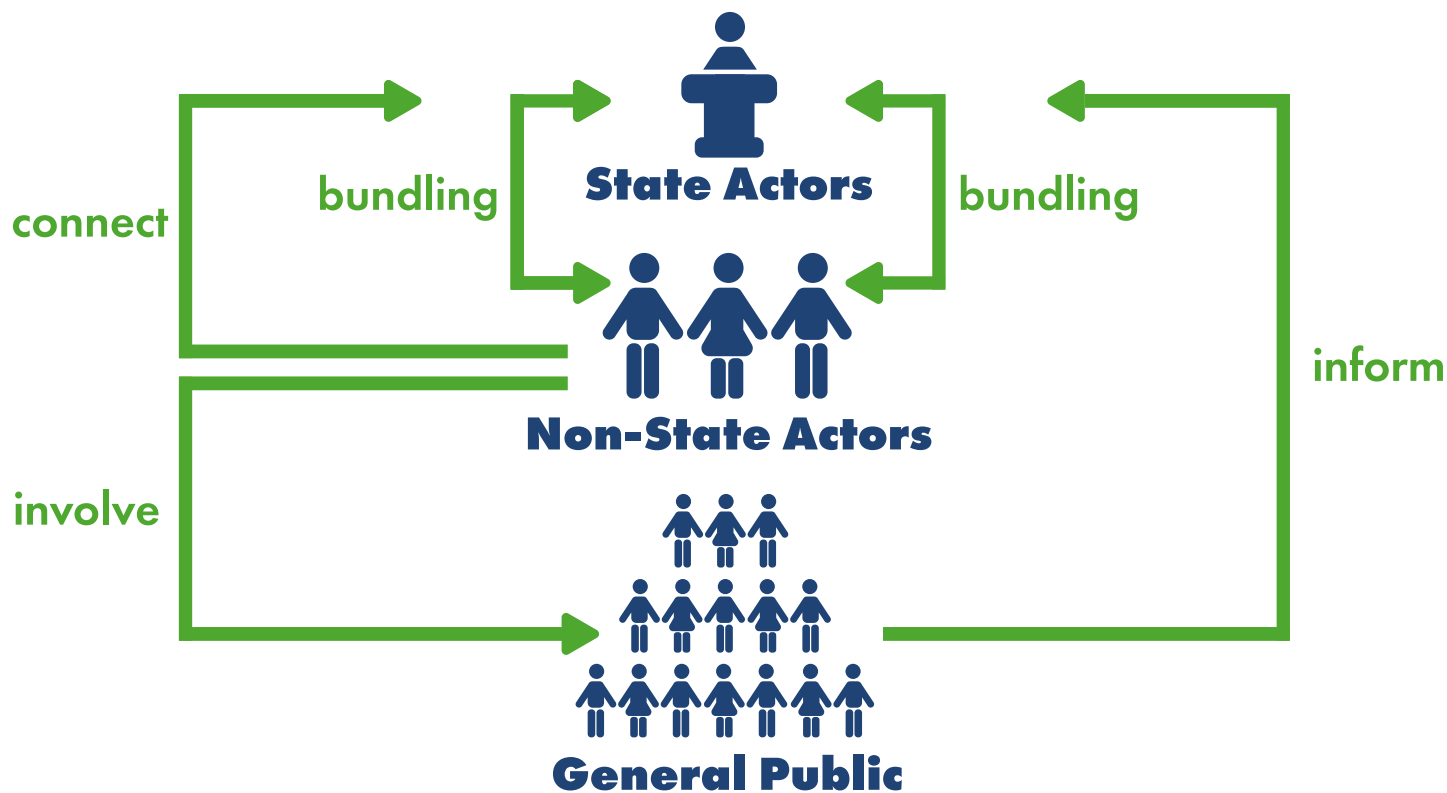 State Actors
bundling
bundling
connect
inform
Non-State Actors
involve
General Public